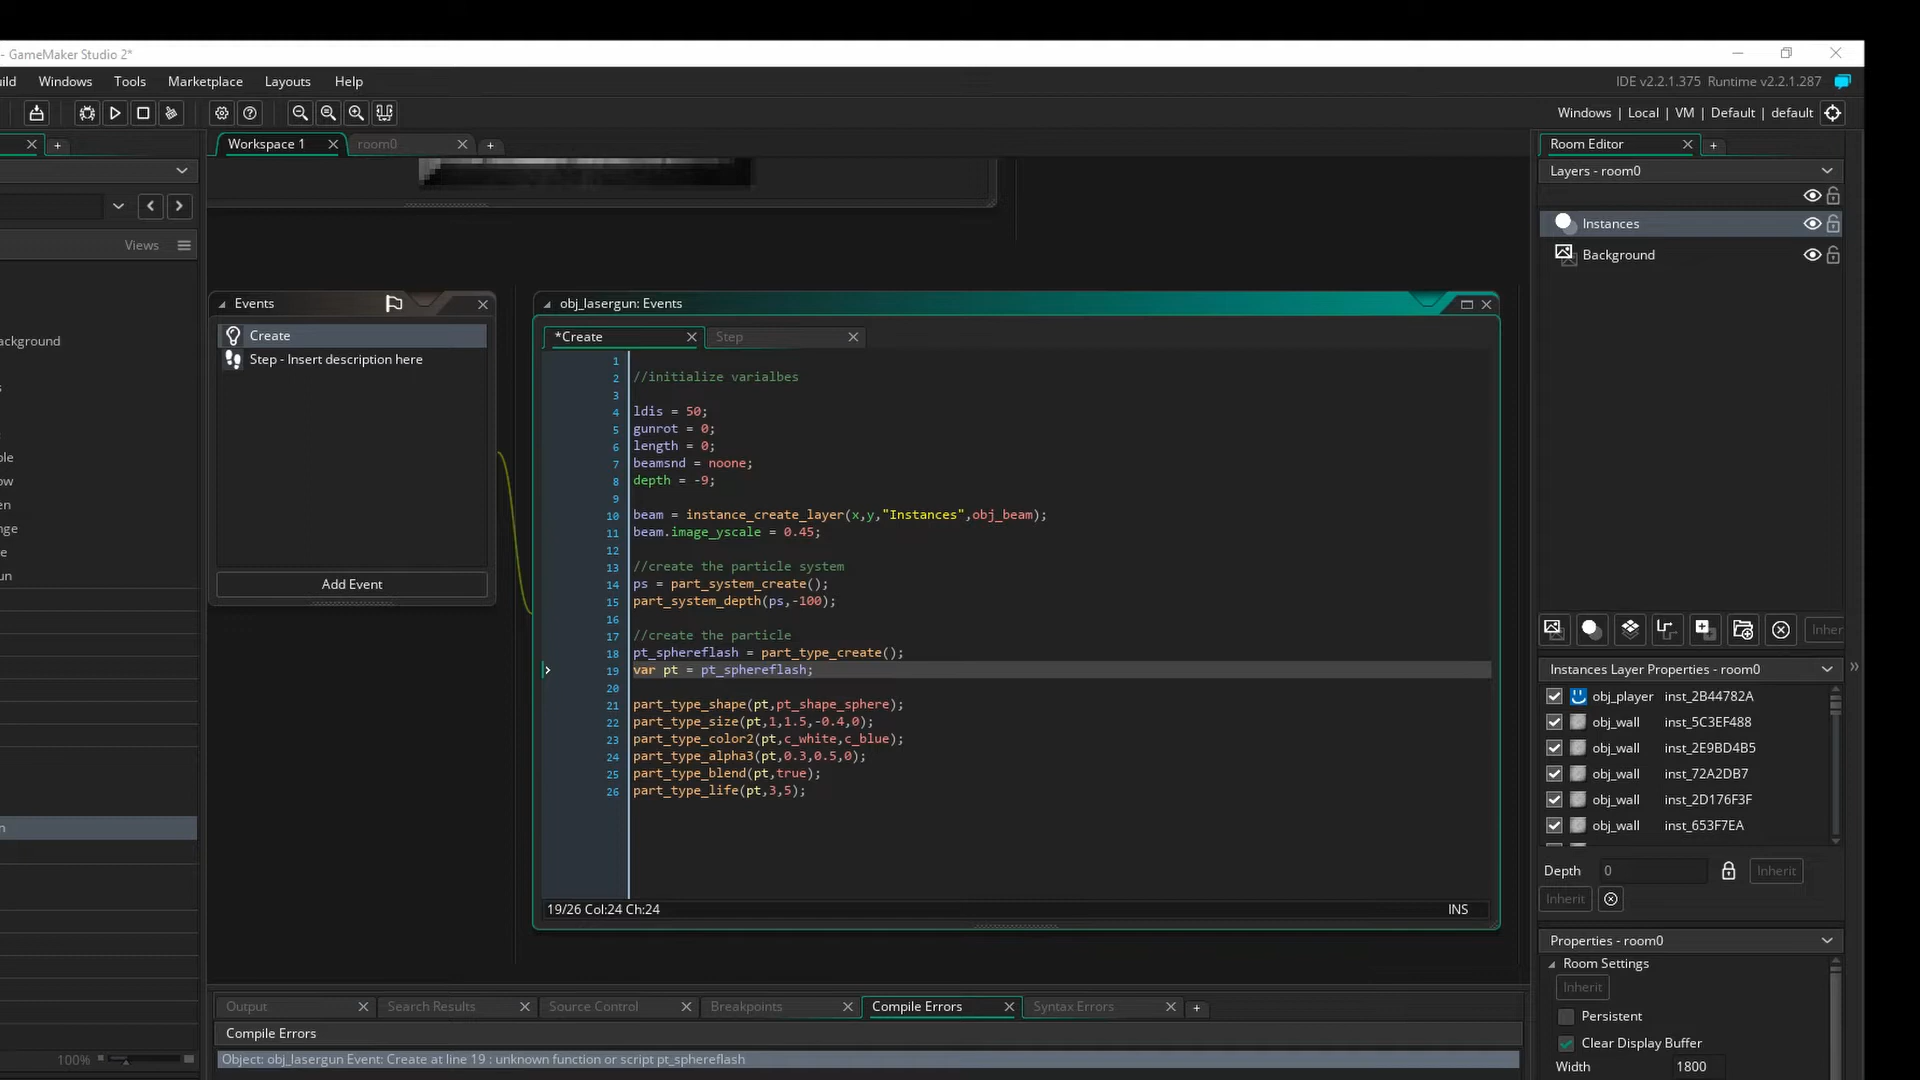 - GameMaker Studio 2*
uild Windows Tools Marketplace Layouts Help
IDE v2.2.1.375 Runtime v2.2.1.287
Windows | Local | VM | Default | default
Workspace 1
room0
Views
ackground
s
ple
ow
en
nge
e
un
n
100%
Events
Create
Step - Insert description here
Add Event
obj_lasergun: Events
*Create
Step
1
2 //initialize varialbes
3
4 ldis = 50;
5 gunrot = 0;
6 length = 0;
7 beamsnd = noone;
8 depth = -9;
9
10 beam = instance_create_layer(x,y,"Instances",obj_beam);
11 beam.image_yscale = 0.45;
12
13 //create the particle system
14 ps = part_system_create();
15 part_system_depth(ps,-100);
16
17 //create the particle
18 pt_sphereflash = part_type_create();
19 var pt = pt_sphereflash;
20
21 part_type_shape(pt,pt_shape_sphere);
22 part_type_size(pt,1,1.5,-0.4,0);
23 part_type_color2(pt,c_white,c_blue);
24 part_type_alpha3(pt,0.3,0.5,0);
25 part_type_blend(pt,true);
26 part_type_life(pt,3,5);
19/26 Col:24 Ch:24
INS
Output
Search Results
Source Control
Breakpoints
Compile Errors
Syntax Errors
Compile Errors
Object: obj_lasergun Event: Create at line 19 : unknown function or script pt_sphereflash
Room Editor
Layers - room0
Instances
Background
Inher
Instances Layer Properties - room0
obj_player inst_2B44782A
obj_wall inst_5C3EF488
obj_wall inst_2E9BD4B5
obj_wall inst_72A2DB7
obj_wall inst_2D176F3F
obj_wall inst_653F7EA
Depth 0 Inherit
Inherit
Properties - room0
Room Settings
Inherit
Persistent
Clear Display Buffer
Width 1800